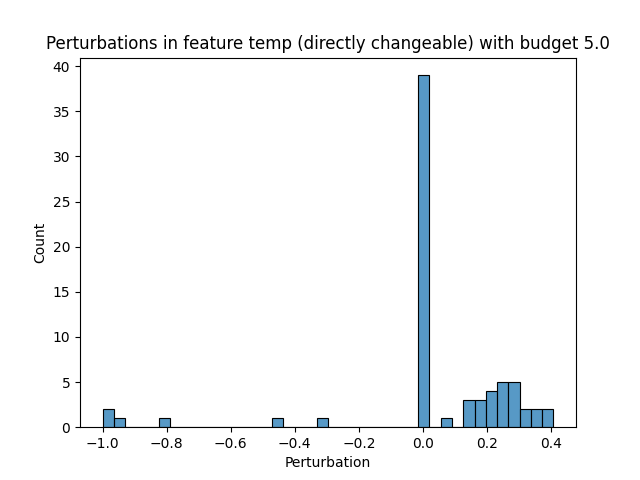 Perturbations in feature temp (directly changeable) with budget 5.0
40
35
30
25
20
15
10
5
0
Count
−1.0 −0.8 −0.6 −0.4 −0.2 0.0 0.2 0.4
Perturbation